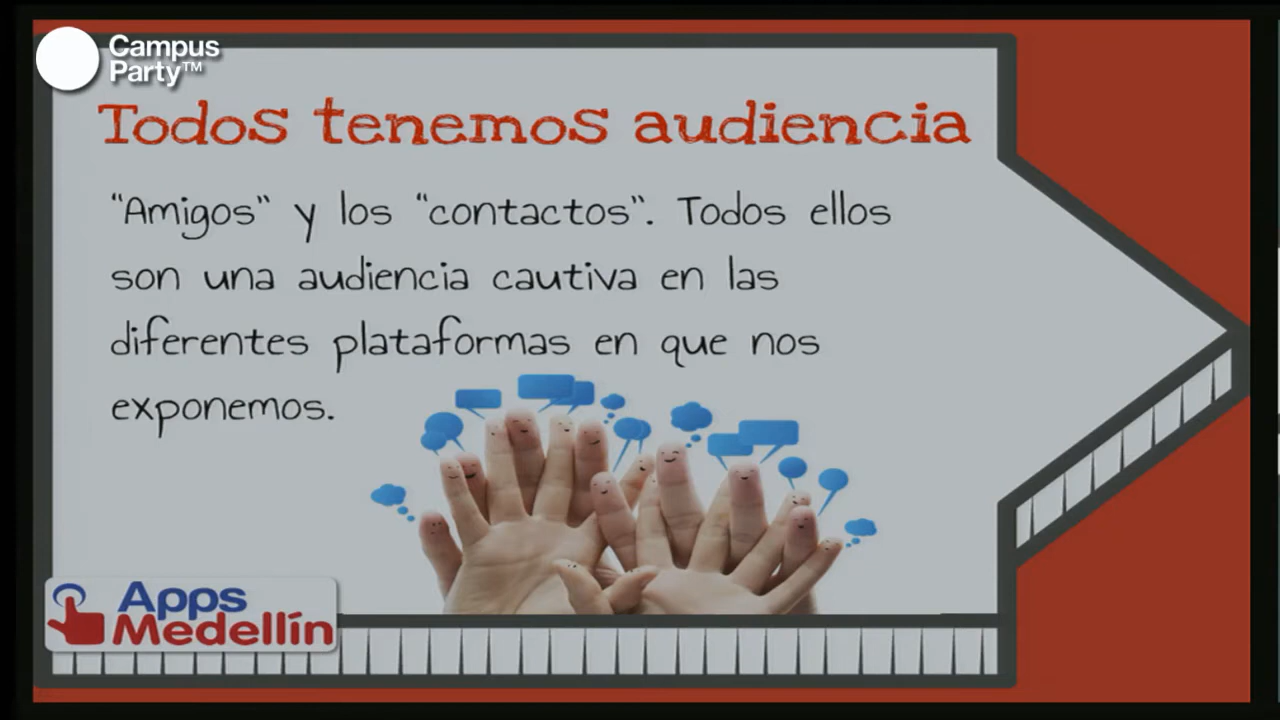 Campus
Party™
Todos tenemos audiencia
“Amigos” y los “contactos”. Todos ellos
son una audiencia cautiva en las
diferentes plataformas en que nos
exponemos.
Apps
Medellín